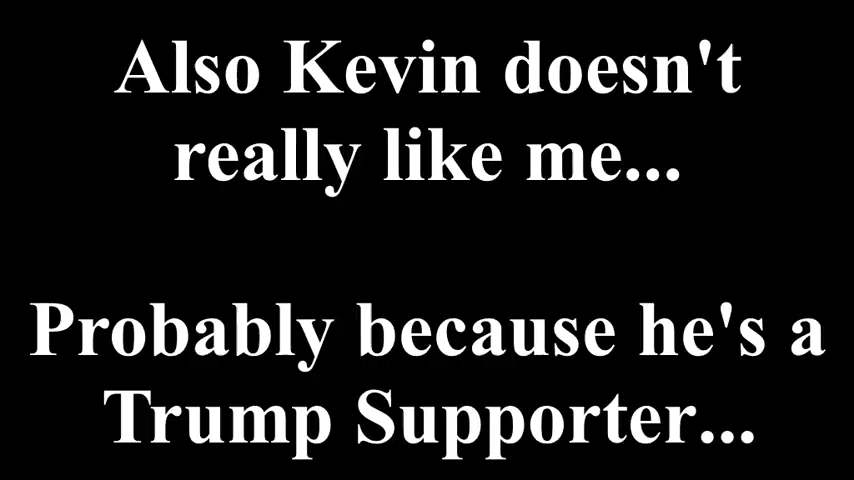 Also Kevin doesn't
really like me...
Probably because he's a
Trump Supporter...